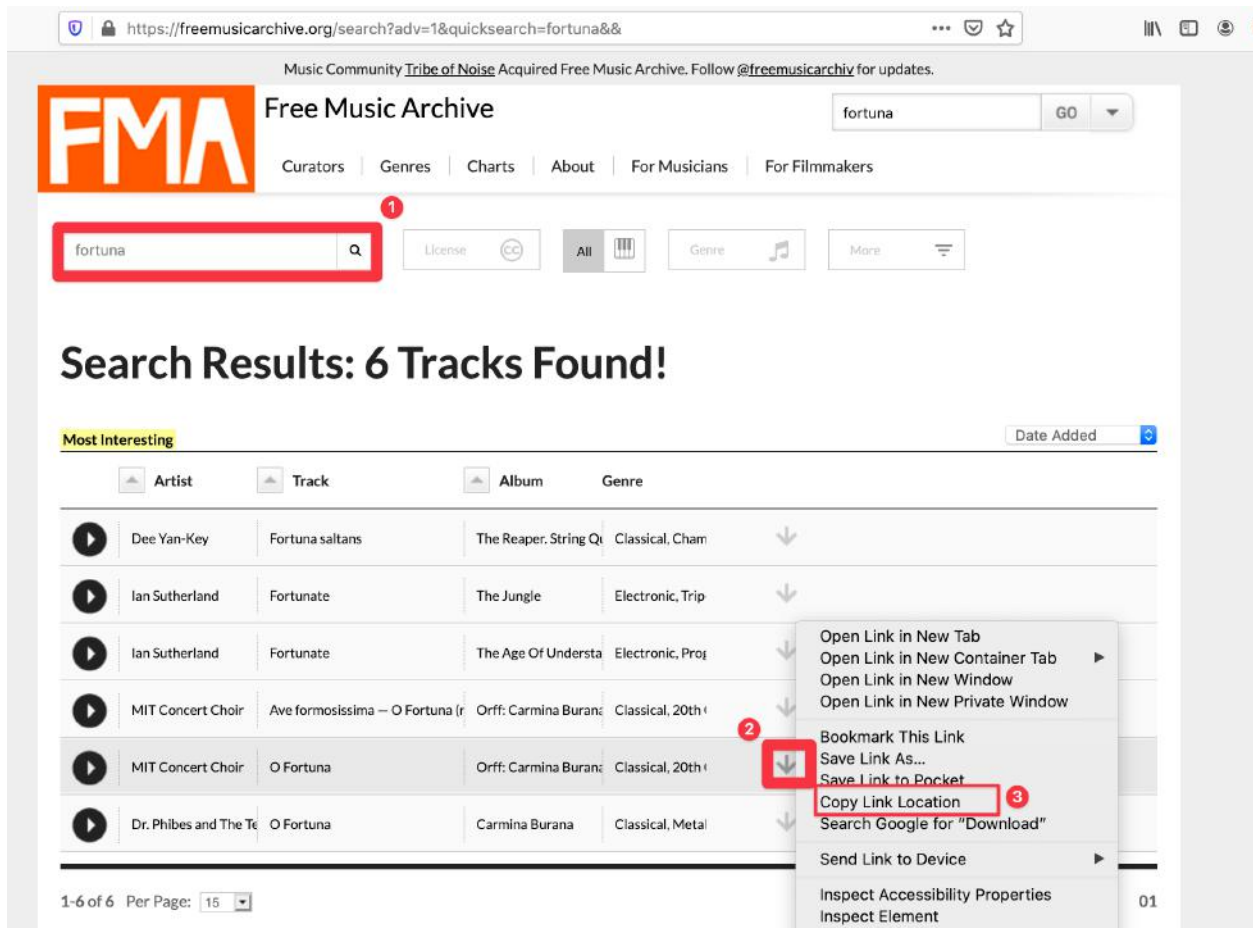 https://freemusicarchive.org/search?adv=1&quicksearch=fortuna&&
Music Community Tribe of Noise Acquired Free Music Archive. Follow @freemusicarchiv for updates.
FMA
Free Music Archive
fortuna GO
Curators Genres Charts About For Musicians For Filmmakers
1
fortuna License CC All Genre More
Search Results: 6 Tracks Found!
Most Interesting Date Added
Artist Track Album Genre
Dee Yan-Key Fortuna saltans The Reaper. String Qu Classical, Cham
Ian Sutherland Fortunate The Jungle Electronic, Trip-
Ian Sutherland Fortunate The Age Of Understa Electronic, Prog
MIT Concert Choir Ave formosissima — O Fortuna (r Orff: Carmina Burana Classical, 20th
2
MIT Concert Choir O Fortuna Orff: Carmina Burana Classical, 20th
Dr. Phibes and The Te O Fortuna Carmina Burana Classical, Metal
Open Link in New Tab
Open Link in New Container Tab
Open Link in New Window
Open Link in New Private Window
Bookmark This Link
Save Link As...
Save Link to Pocket
Copy Link Location 3
Search Google for "Download"
Send Link to Device
Inspect Accessibility Properties
Inspect Element
1-6 of 6 Per Page: 15 01